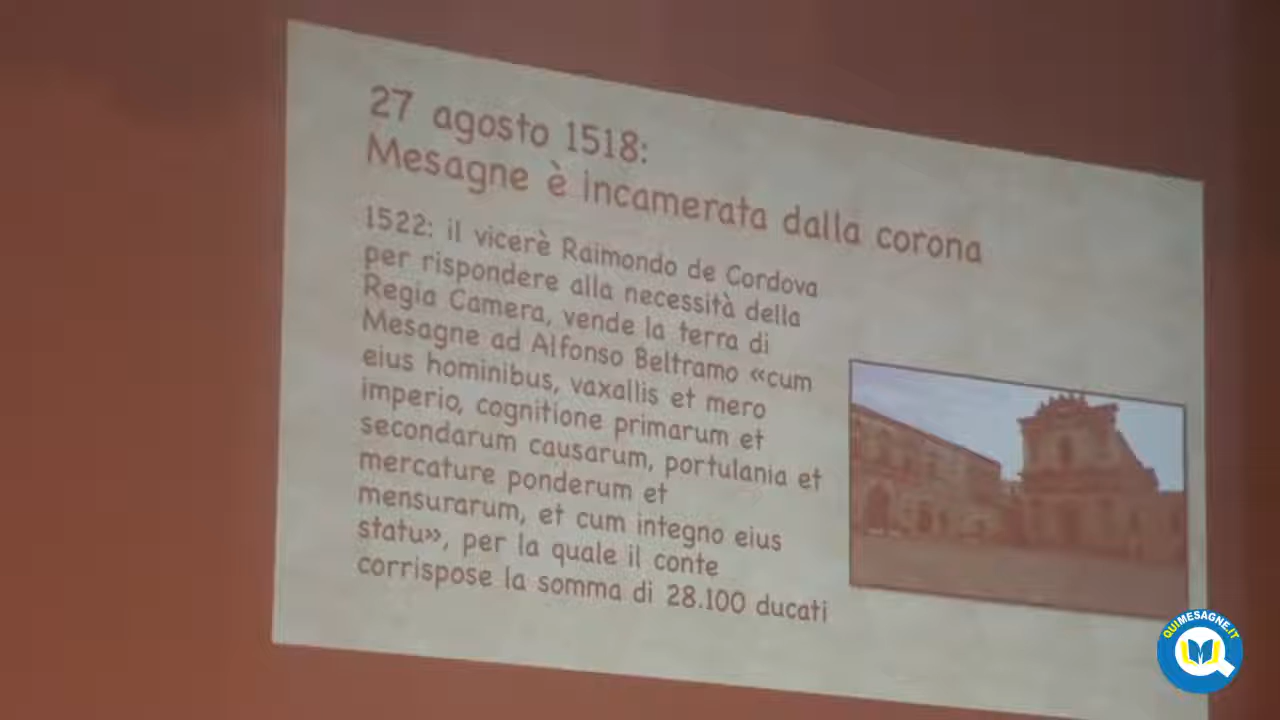 27 agosto 1518:
Mesagne è incamerata dalla corona
1522: il vicerè Raimondo de Cordova
per rispondere alla necessità della
Regia Camera, vende la terra di
Mesagne ad Alfonso Beltramo «cum
eius hominibus, vaxallis et mero
imperio, cognitione primarum et
secondarum causarum, portulania et
mercature ponderum et
mensurarum, et cum integno eius
statu», per la quale il conte
corrispose la somma di 28.100 ducati
QUIMESAGNE.IT